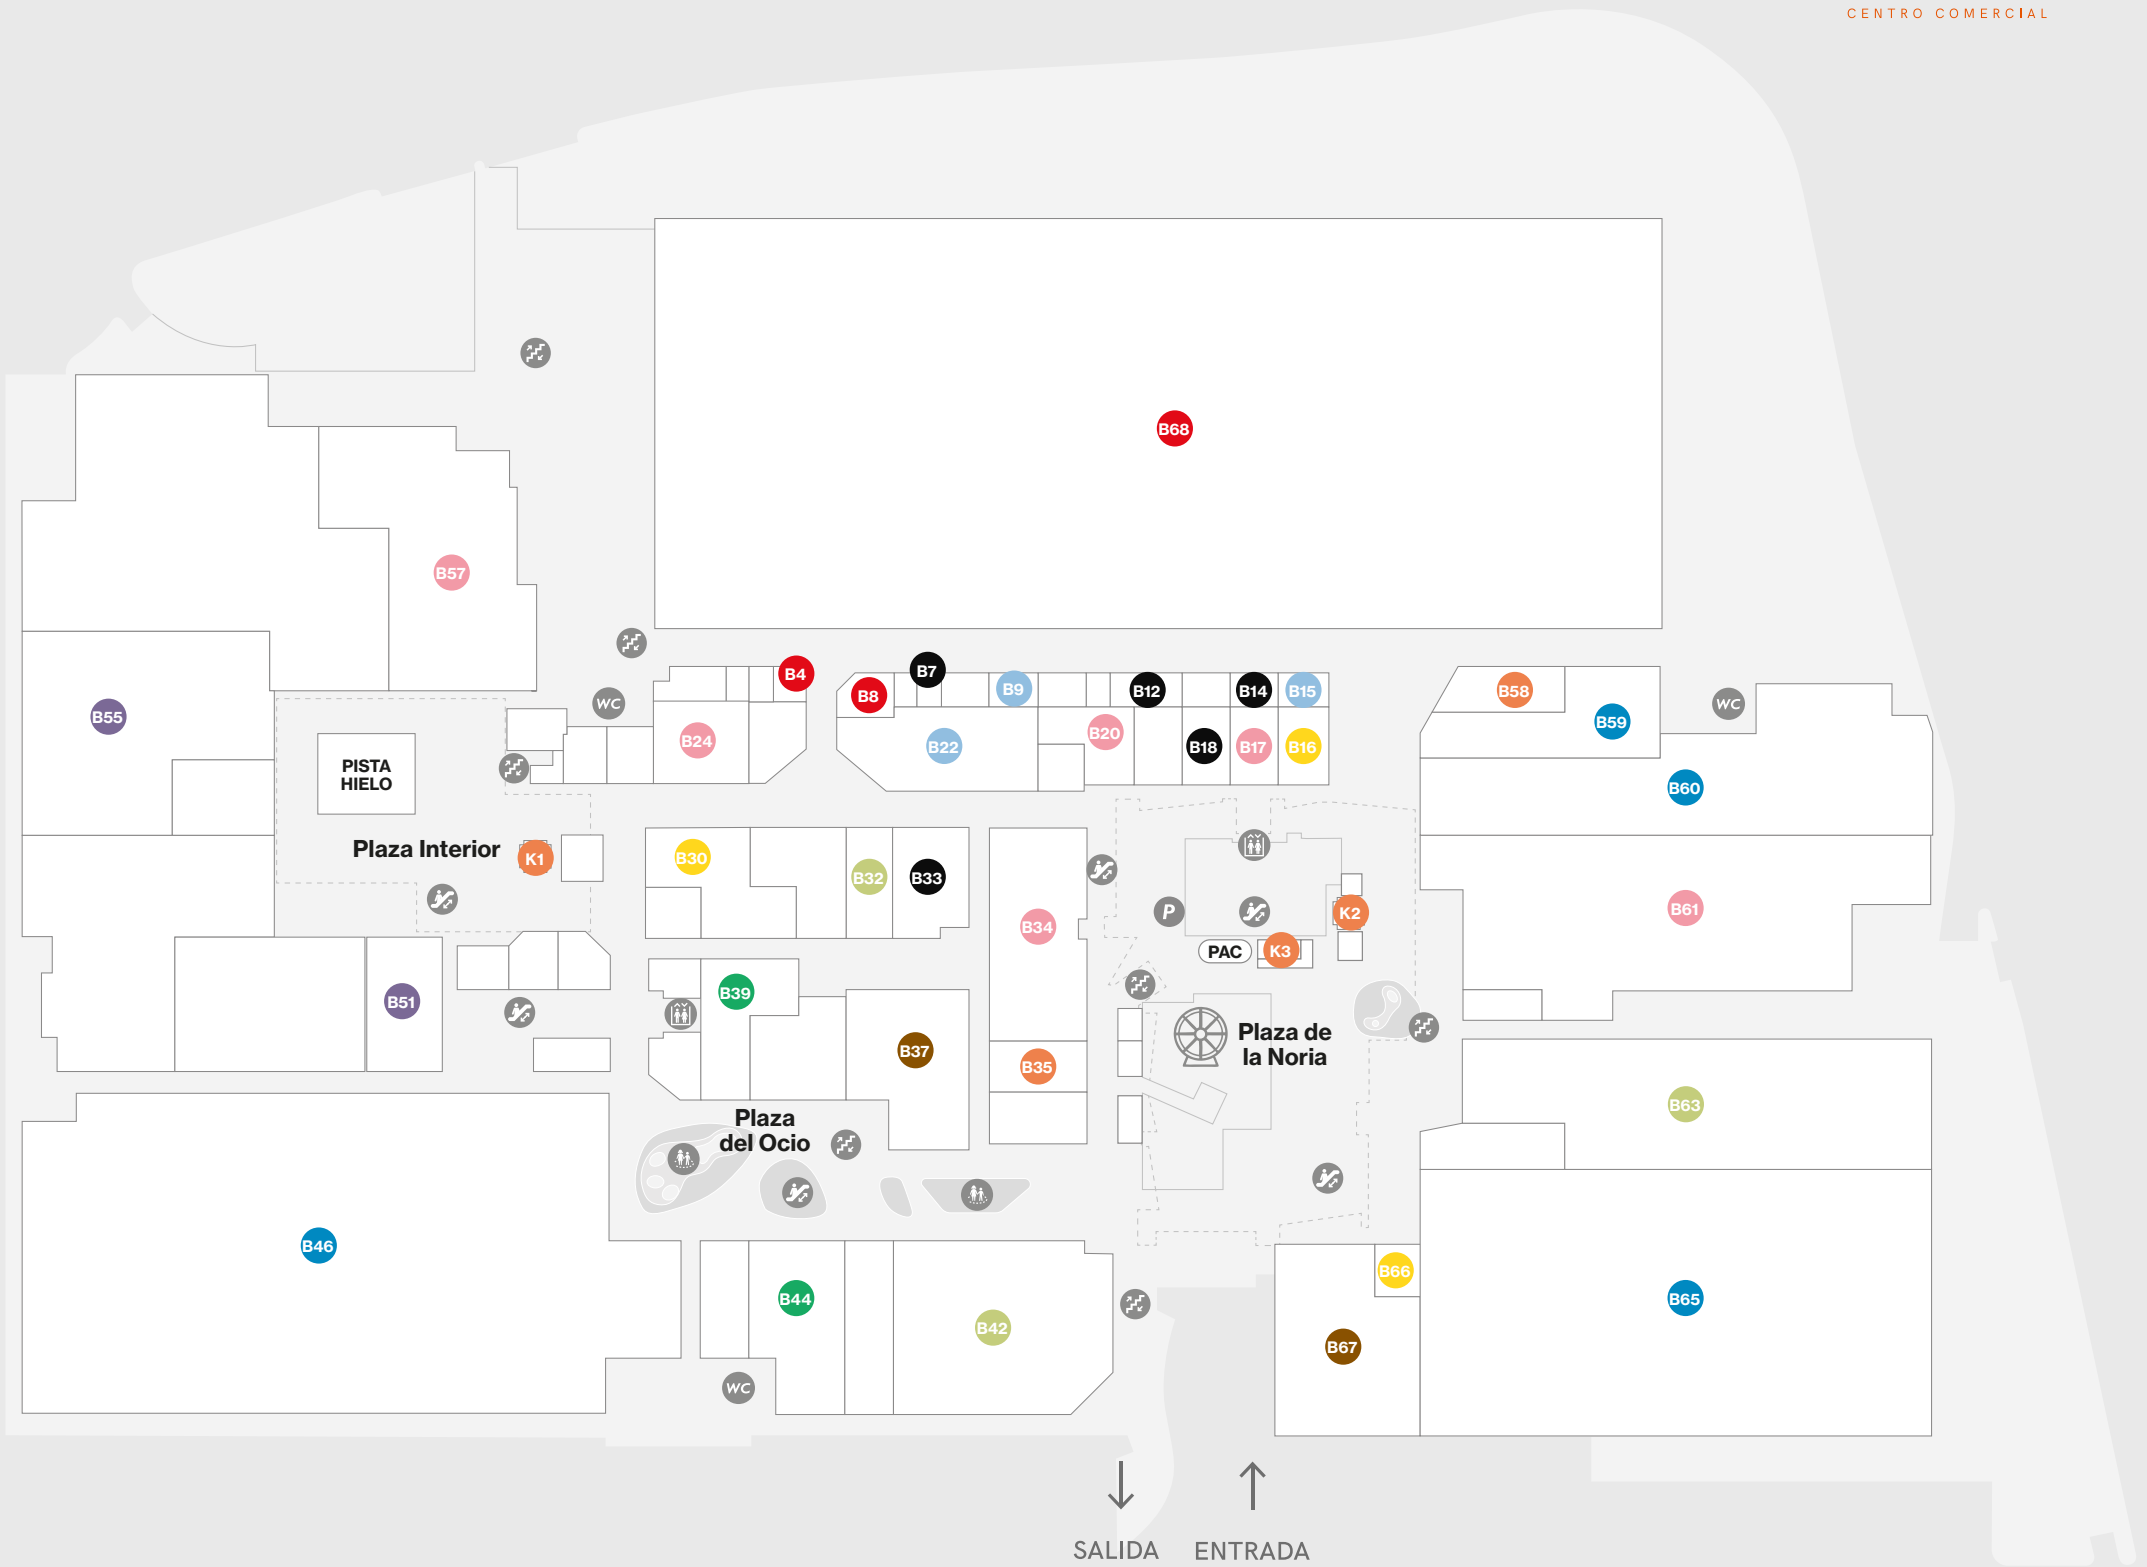 CENTRO COMERCIAL
B68
B57
B4
B7
B8
B9
B12
B14
B15
B58
B59
WC
WC
B55
B24
B22
B20
B18
B17
B16
B60
PISTA
HIELO
Plaza Interior
K1
B30
B32
B33
B34
P
K2
B61
PAC
K3
B51
B39
B37
B35
Plaza de
la Noria
B63
Plaza
del Ocio
B46
B44
B42
B66
B65
B67
WC
SALIDA
ENTRADA